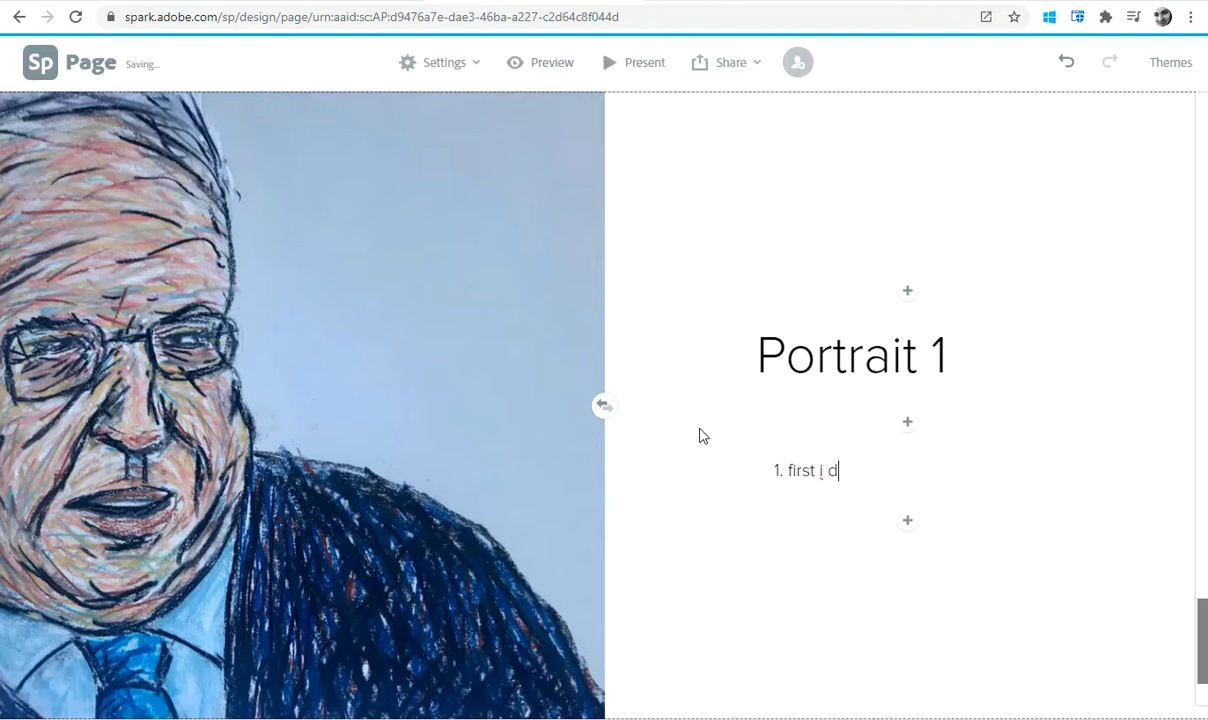 spark.adobe.com/sp/design/page/urn:aaid:sc:AP:d9476a7e-dae3-46ba-a227-c2d64c8f044d
Sp Page Saving... Settings Preview Present Share Themes
Portrait 1
1. first i d